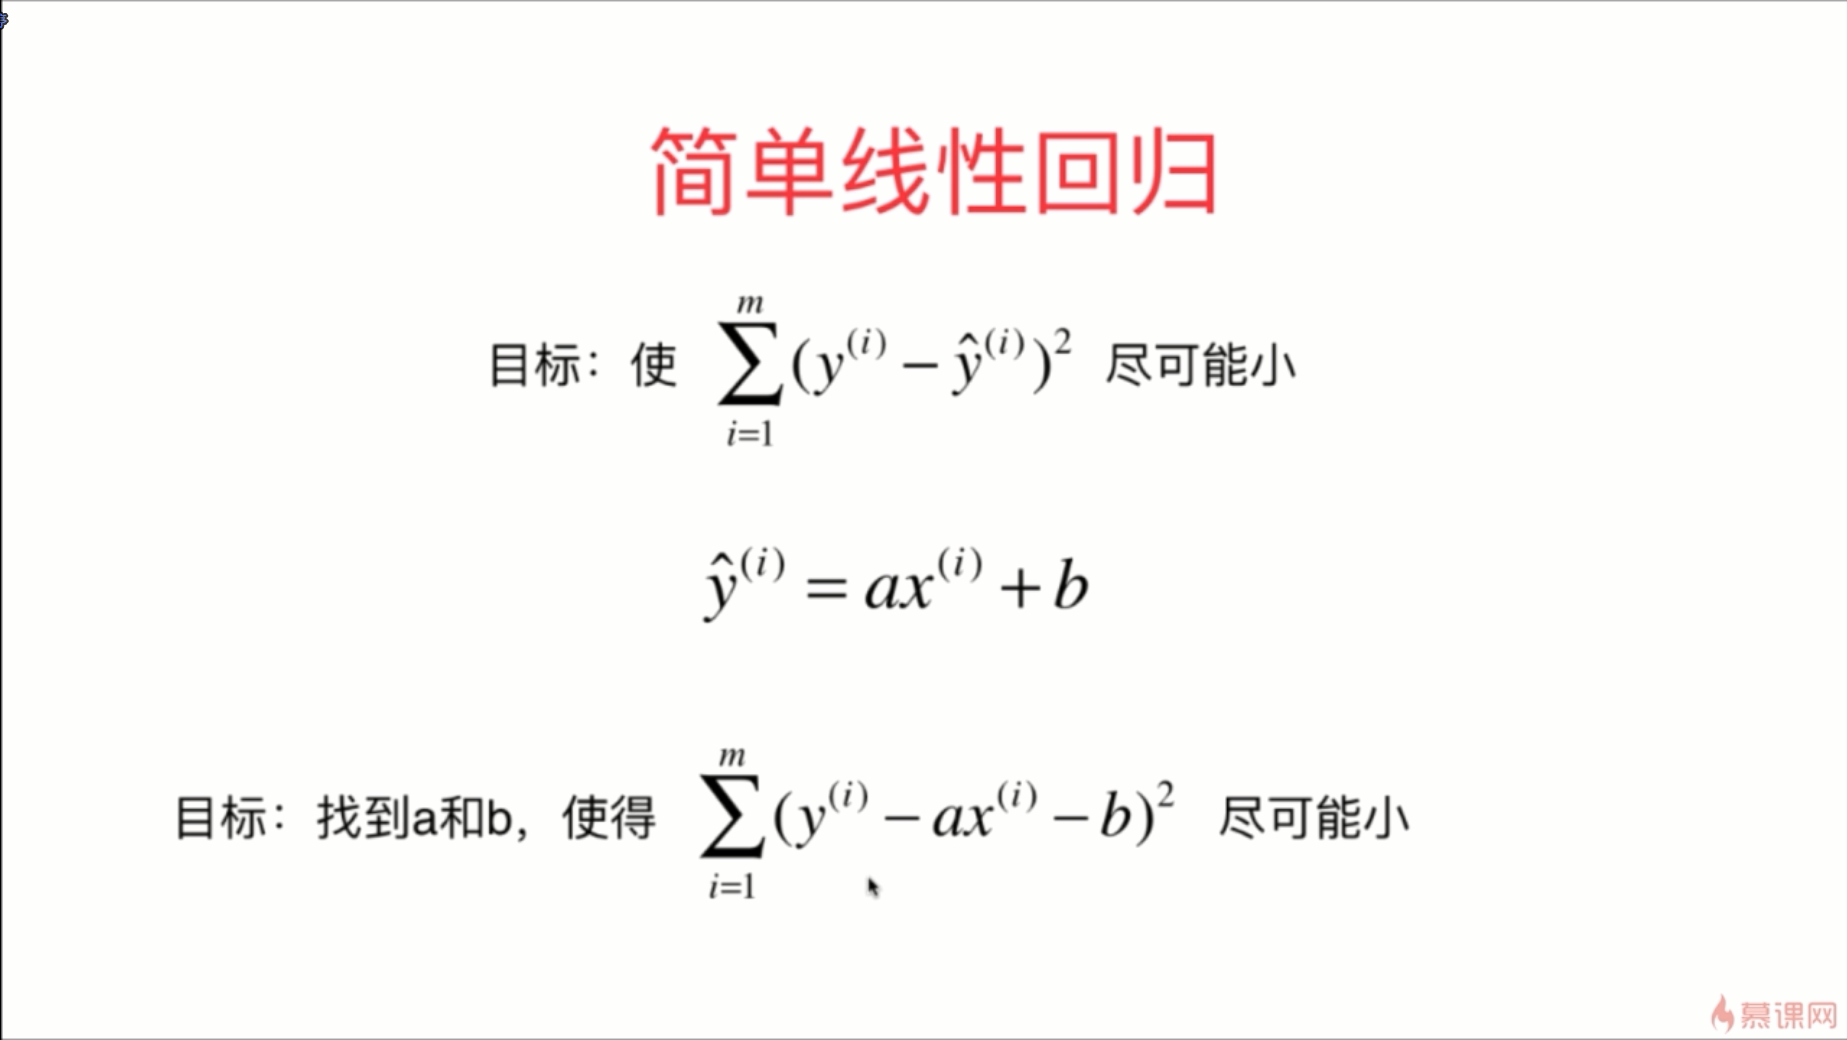 简单线性回归
目标：使 $\sum_{i=1}^{m}(y^{(i)} - \hat{y}^{(i)})^2$ 尽可能小
$\hat{y}^{(i)} = ax^{(i)} + b$
目标：找到a和b，使得 $\sum_{i=1}^{m}(y^{(i)} - ax^{(i)} - b)^2$ 尽可能小
慕课网